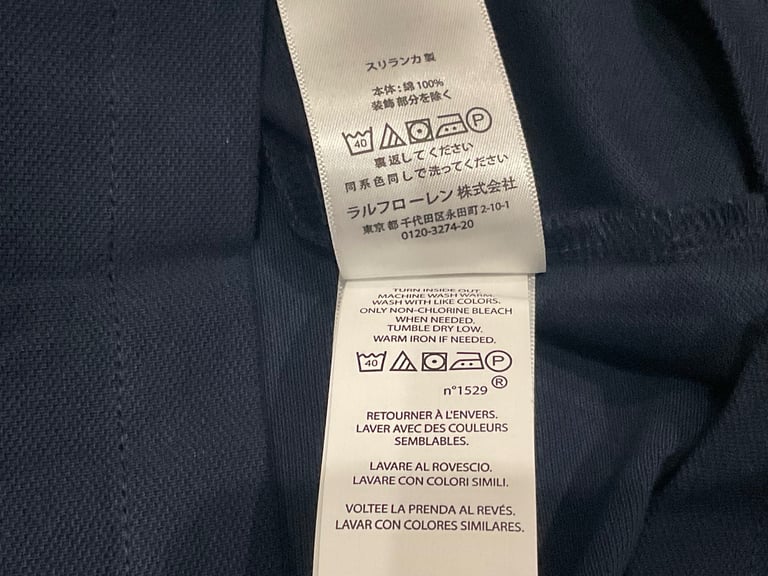 スリランカ製
本体:綿100%
装飾部分を除く
40 P
裏返してください
同系色同しで洗ってください
ラルフローレン株式会社
東京都千代田区永田町2-10-1
0120-3274-20
TURN INSIDE OUT.
MACHINE WASH WARM.
WASH WITH LIKE COLORS.
ONLY NON-CHLORINE BLEACH
WHEN NEEDED.
TUMBLE DRY LOW.
WARM IRON IF NEEDED.
40 P
n°1529 ®
RETOURNER À L'ENVERS.
LAVER AVEC DES COULEURS
SEMBLABLES.
LAVARE AL ROVESCIO.
LAVARE CON COLORI SIMILI.
VOLTEE LA PRENDA AL REVÉS.
LAVAR CON COLORES SIMILARES.